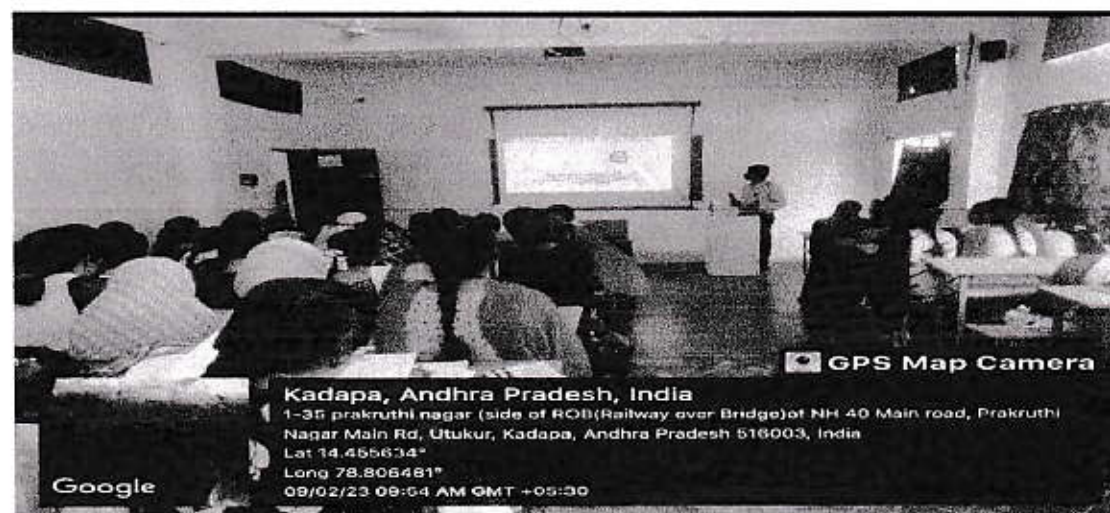 GPS Map Camera
Kadapa, Andhra Pradesh, India
1-35 prakruthi nagar (side of ROB(Railway over Bridge)of NH 40 Main road, Prakruthi
Nagar Main Rd, Utukur, Kadapa, Andhra Pradesh 516003, India
Lat 14.455634°
Long 78.806481°
09/02/23 09:54 AM GMT +05:30
Google